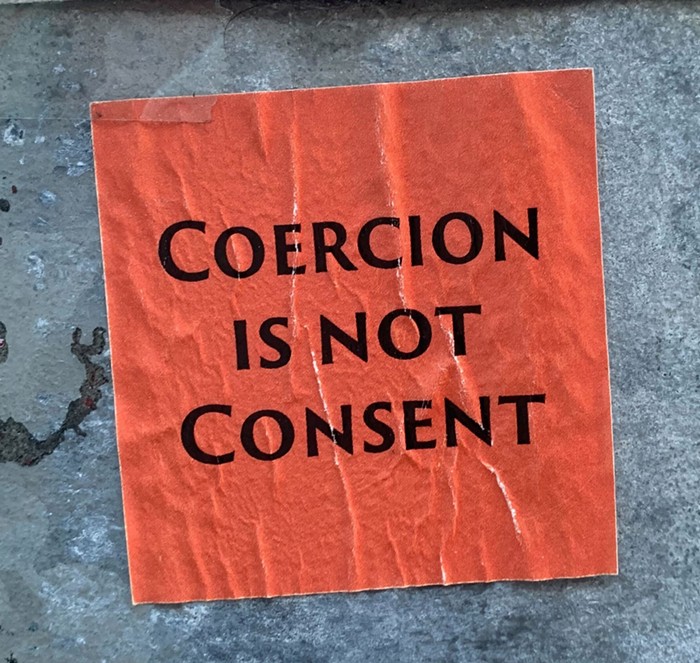 Coercion
is not
Consent